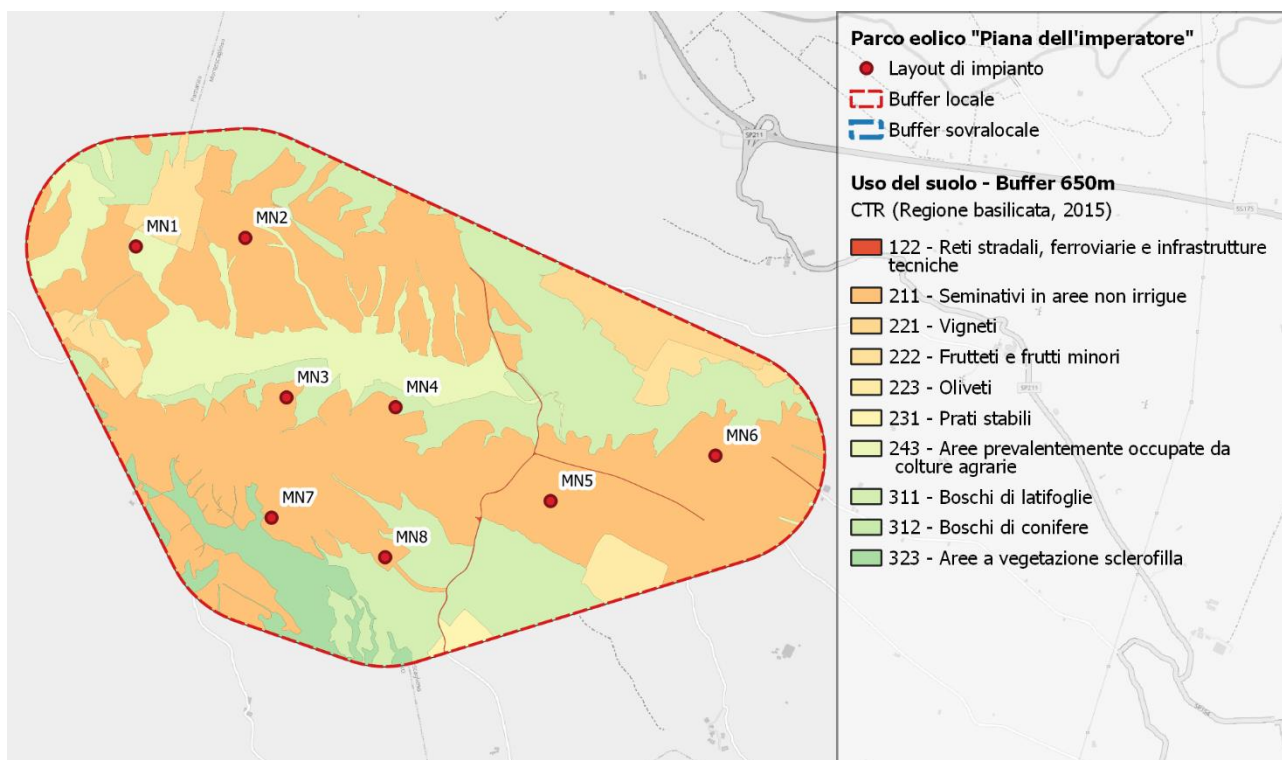 Parco eolico "Piana dell'imperatore"
Layout di impianto
Buffer locale
Buffer sovralocale
Uso del suolo - Buffer 650m
CTR (Regione basilicata, 2015)
122 - Reti stradali, ferroviarie e infrastrutture
tecniche
211 - Seminativi in aree non irrigue
221 - Vigneti
222 - Frutteti e frutti minori
223 - Oliveti
231 - Prati stabili
243 - Aree prevalentemente occupate da
colture agrarie
311 - Boschi di latifoglie
312 - Boschi di conifere
323 - Aree a vegetazione sclerofilla
MN1
MN2
MN3
MN4
MN5
MN6
MN7
MN8
SP211
SP211